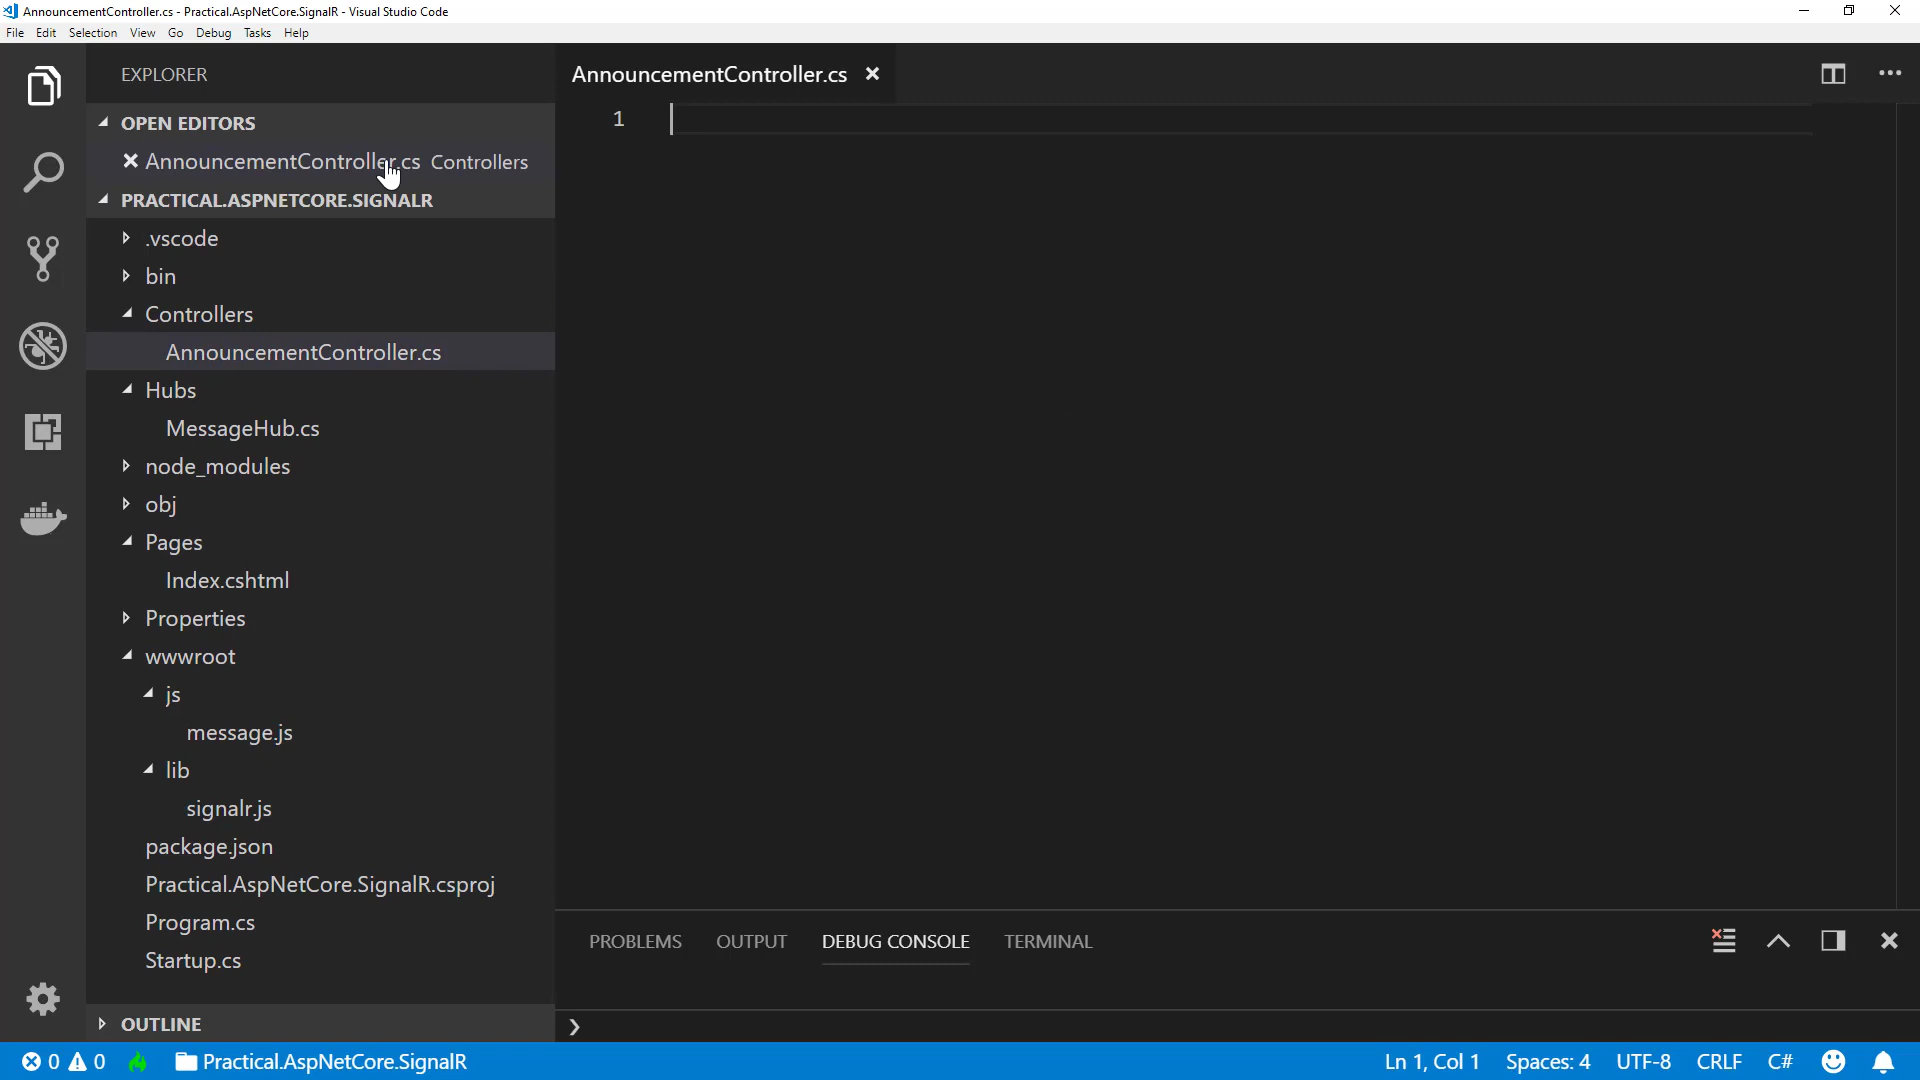 AnnouncementController.cs - Practical.AspNetCore.SignalR - Visual Studio Code
File Edit Selection View Go Debug Tasks Help
EXPLORER
AnnouncementController.cs
OPEN EDITORS
1
AnnouncementController.cs Controllers
PRACTICAL.ASPNETCORE.SIGNALR
.vscode
bin
Controllers
AnnouncementController.cs
Hubs
MessageHub.cs
node_modules
obj
Pages
Index.cshtml
Properties
wwwroot
js
message.js
lib
signalr.js
package.json
Practical.AspNetCore.SignalR.csproj
Program.cs
Startup.cs
OUTLINE
PROBLEMS OUTPUT DEBUG CONSOLE TERMINAL
0 0 Practical.AspNetCore.SignalR Ln 1, Col 1 Spaces: 4 UTF-8 CRLF C#